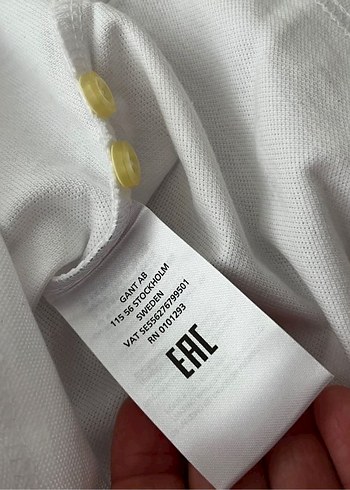 GANT AB
115 56 STOCKHOLM
SWEDEN
VAT SE556276799501
RN 0101293
EAC